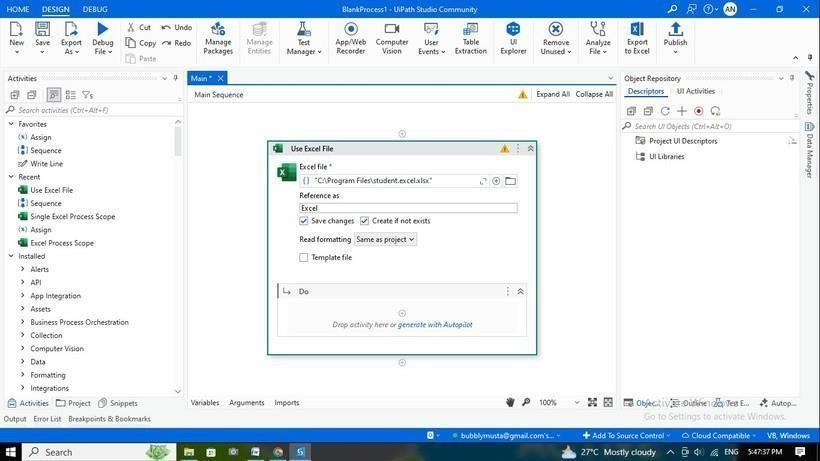 HOME DESIGN DEBUG BlankProcess1 - UiPath Studio Community AN
New Save Export As Debug File Cut Undo Copy Redo Paste Manage Packages Manage Entities Test Manager App/Web Recorder Computer Vision User Events Table Extraction UI Explorer Remove Unused Analyze File Export to Excel Publish
Activities
Search activities (Ctrl+Alt+F)
Favorites
Assign
Sequence
Write Line
Recent
Use Excel File
Sequence
Single Excel Process Scope
Assign
Excel Process Scope
Installed
Alerts
API
App Integration
Assets
Business Process Orchestration
Collection
Computer Vision
Data
Formatting
Integrations
Activities Project Snippets
Main *
Main Sequence Expand All Collapse All
Use Excel File
Excel file *
"C:\Program Files\student.excel.xlsx"
Reference as
Excel
Save changes Create if not exists
Read formatting Same as project
Template file
Do
Drop activity here or generate with Autopilot
Variables Arguments Imports 100%
Object Repository
Descriptors UI Activities
Search UI Objects (Ctrl+Alt+O)
Project UI Descriptors
UI Libraries
Properties
Data Manager
Objec... Outline Test E... Autop...
Activate Windows
Go to Settings to activate Windows.
Output Error List Breakpoints & Bookmarks
0 bubblymusta@gmail.com's... Add To Source Control Cloud Compatible VB, Windows
Search 27°C Mostly cloudy ENG 5:47:37 PM